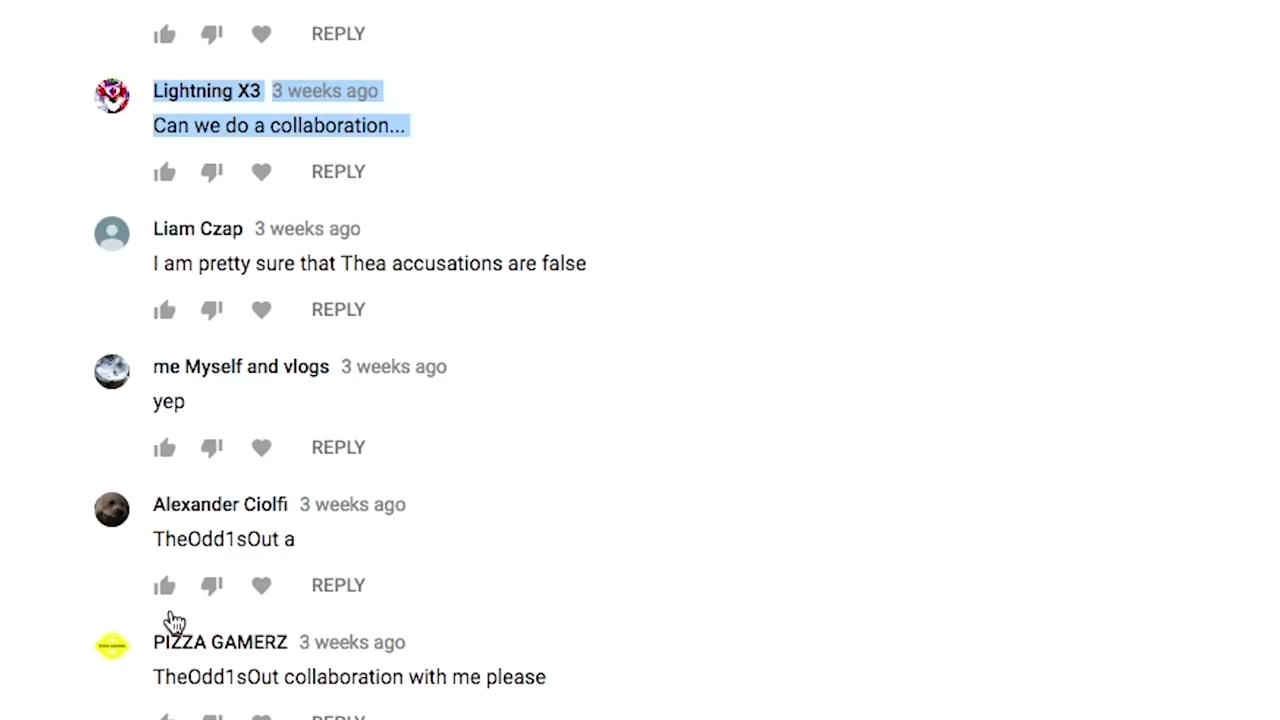 REPLY
Lightning X3 3 weeks ago
Can we do a collaboration...
REPLY
Liam Czap 3 weeks ago
I am pretty sure that Thea accusations are false
REPLY
me Myself and vlogs 3 weeks ago
yep
REPLY
Alexander Ciolfi 3 weeks ago
TheOdd1sOut a
REPLY
PIZZA GAMERZ 3 weeks ago
TheOdd1sOut collaboration with me please
REPLY